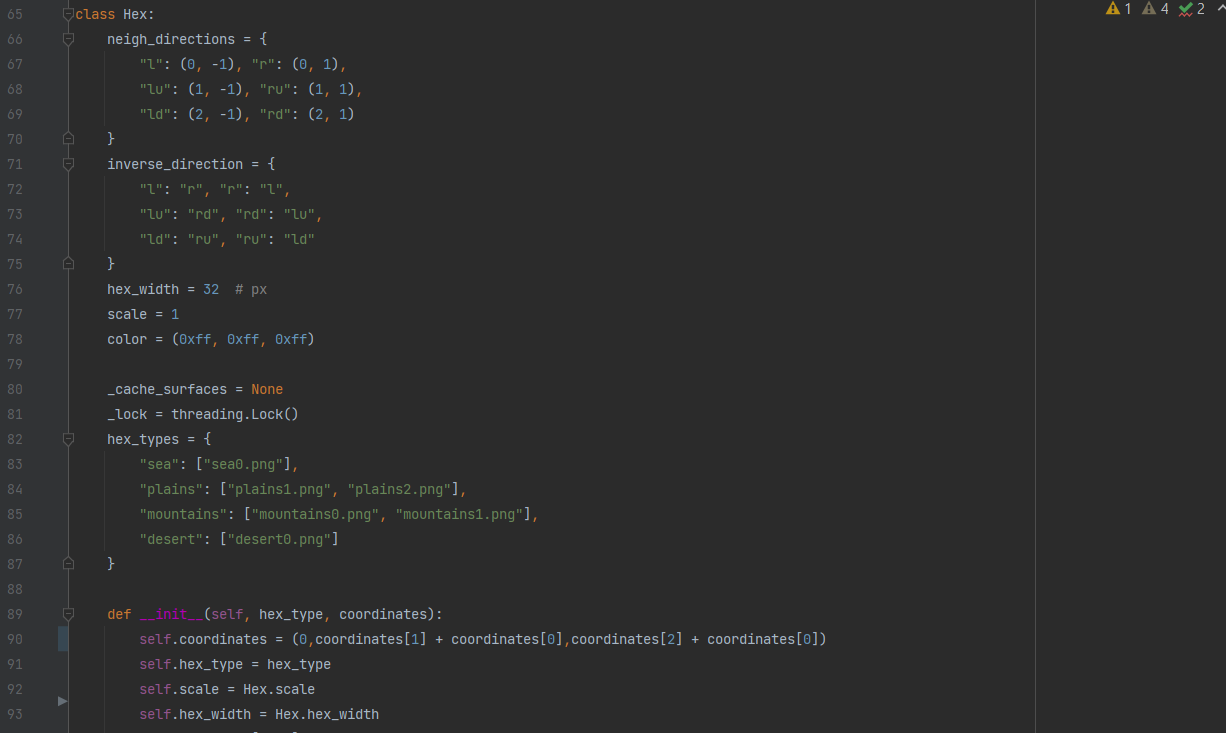 1 4 2
65 class Hex:
66     neigh_directions = {
67         "l": (0, -1), "r": (0, 1),
68         "lu": (1, -1), "ru": (1, 1),
69         "ld": (2, -1), "rd": (2, 1)
70     }
71     inverse_direction = {
72         "l": "r", "r": "l",
73         "lu": "rd", "rd": "lu",
74         "ld": "ru", "ru": "ld"
75     }
76     hex_width = 32  # px
77     scale = 1
78     color = (0xff, 0xff, 0xff)
79
80     _cache_surfaces = None
81     _lock = threading.Lock()
82     hex_types = {
83         "sea": ["sea0.png"],
84         "plains": ["plains1.png", "plains2.png"],
85         "mountains": ["mountains0.png", "mountains1.png"],
86         "desert": ["desert0.png"]
87     }
88
89     def __init__(self, hex_type, coordinates):
90         self.coordinates = (0,coordinates[1] + coordinates[0],coordinates[2] + coordinates[0])
91         self.hex_type = hex_type
92         self.scale = Hex.scale
93         self.hex_width = Hex.hex_width